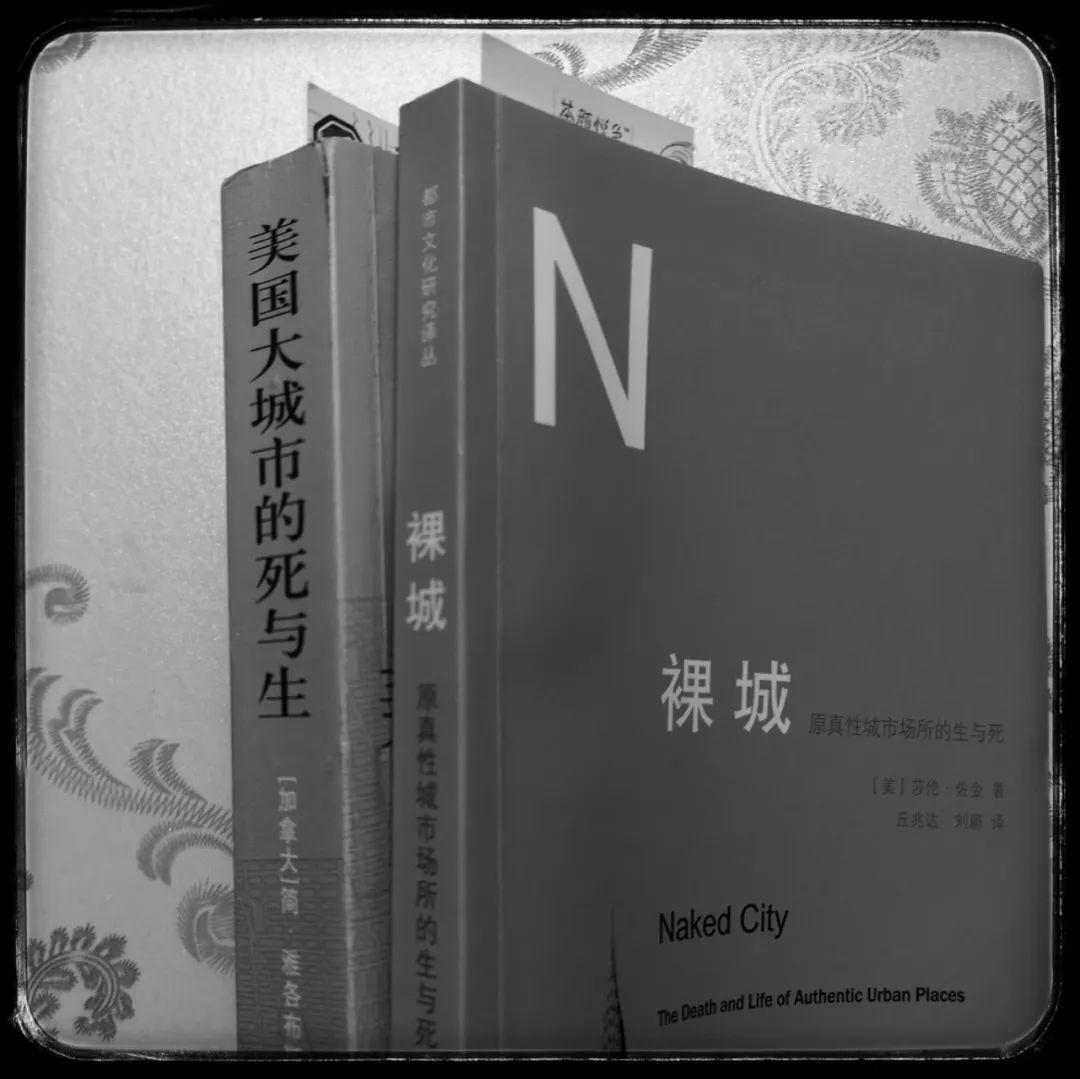 美国大城市的死与生
[加拿大]简·雅各布
都市文化研究译丛
裸城
原真性城市场所的生与死
N
裸城
原真性城市场所的生与死
[美]莎伦·佐金 著
丘兆达 刘蔚 译
Naked City
The Death and Life of Authentic Urban Places